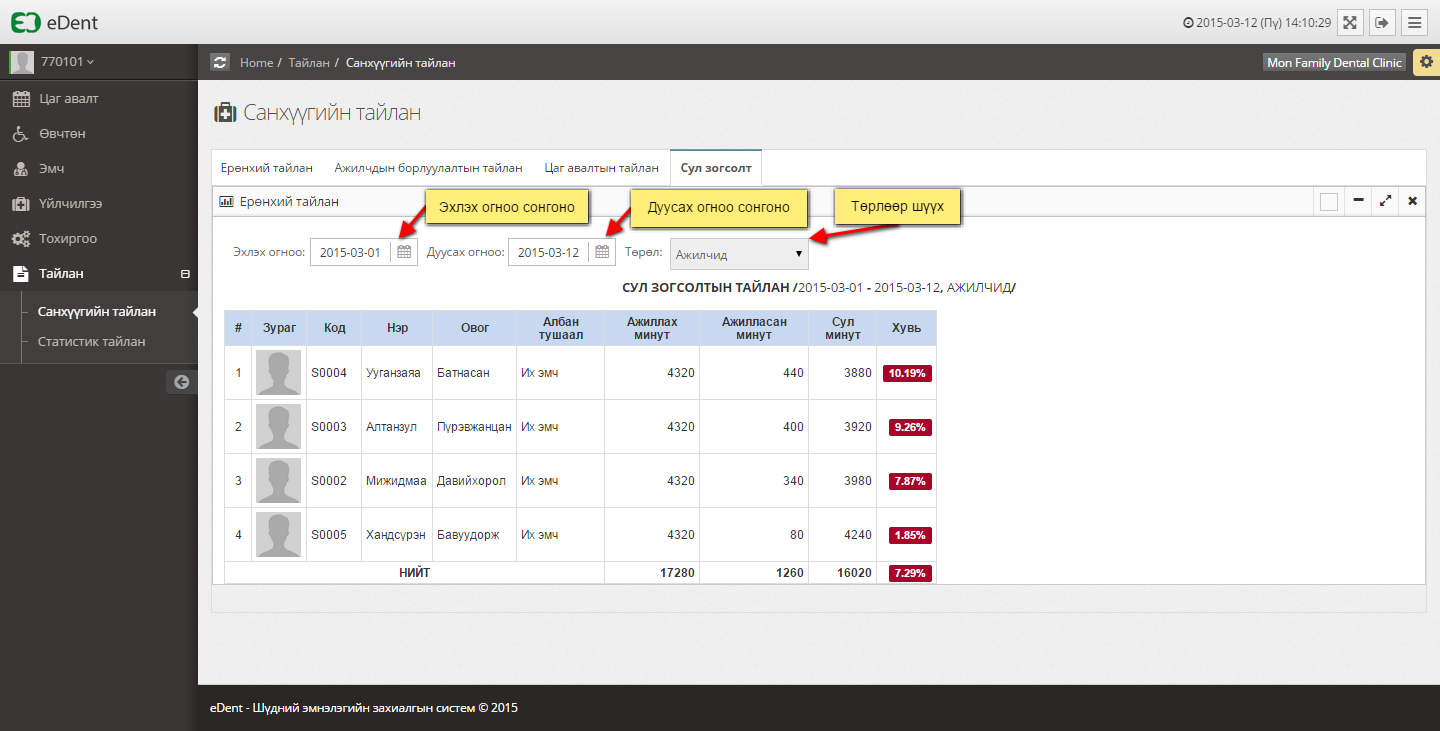 eDent
2015-03-12 (Пү) 14:10:29
770101
Home / Тайлан / Санхүүгийн тайлан
Mon Family Dental Clinic
Цаг авалт
Өвчтөн
Эмч
Үйлчилгээ
Тохиргоо
Тайлан
Санхүүгийн тайлан
Статистик тайлан
Санхүүгийн тайлан
Ерөнхий тайлан Ажилчдын борлуулалтын тайлан Цаг авалтын тайлан Сул зогсолт
Ерөнхий тайлан
Эхлэх огноо сонгоно
Дуусах огноо сонгоно
Төрлөөр шүүх
Эхлэх огноо: 2015-03-01 Дуусах огноо: 2015-03-12 Төрөл: Ажилчид
СУЛ ЗОГСОЛТЫН ТАЙЛАН /2015-03-01 - 2015-03-12, АЖИЛЧИД/
# Зураг Код Нэр Овог Албан тушаал Ажиллах минут Ажилласан минут Сул минут Хувь
1 S0004 Ууганзаяа Батнасан Их эмч 4320 440 3880 10.19%
2 S0003 Алтанзул Пүрэвжанцан Их эмч 4320 400 3920 9.26%
3 S0002 Мижидмаа Давийхорол Их эмч 4320 340 3980 7.87%
4 S0005 Хандсүрэн Бавуудорж Их эмч 4320 80 4240 1.85%
НИЙТ 17280 1260 16020 7.29%
eDent - Шүдний эмнэлэгийн захиалгын систем © 2015